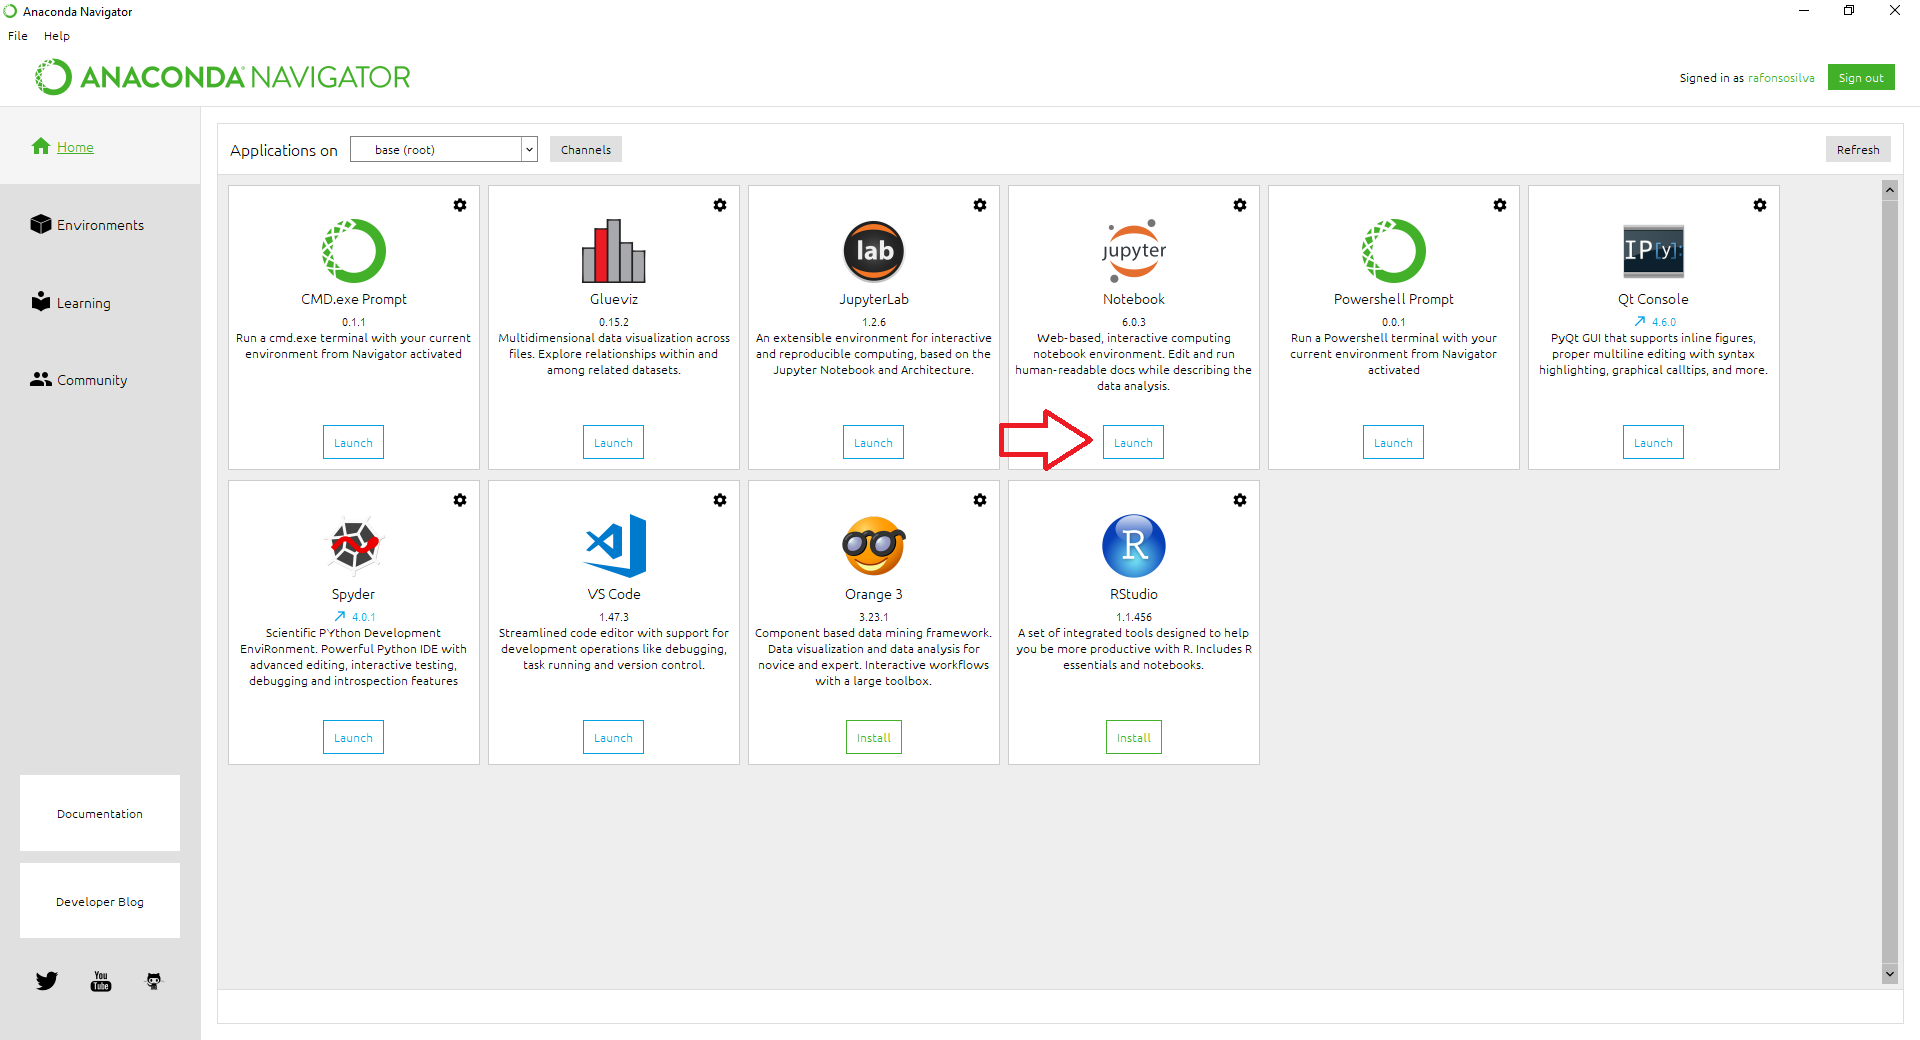 Anaconda Navigator
File Help
ANACONDA NAVIGATOR
Signed in as rafonsosilva Sign out
Home
Environments
Learning
Community
Documentation
Developer Blog
You
Tube
Applications on base (root) Channels Refresh
CMD.exe Prompt
0.1.1
Run a cmd.exe terminal with your current
environment from Navigator activated
Launch
Glueviz
0.15.2
Multidimensional data visualization across
files. Explore relationships within and
among related datasets.
Launch
lab
JupyterLab
1.2.6
An extensible environment for interactive
and reproducible computing, based on the
Jupyter Notebook and Architecture.
Launch
jupyter
Notebook
6.0.3
Web-based, interactive computing
notebook environment. Edit and run
human-readable docs while describing the
data analysis.
Launch
Powershell Prompt
0.0.1
Run a Powershell terminal with your
current environment from Navigator
activated
Launch
IP[y]:
Qt Console
4.6.0
PyQt GUI that supports inline figures,
proper multiline editing with syntax
highlighting, graphical calltips, and more.
Launch
Spyder
4.0.1
Scientific PYthon Development
EnviRonment. Powerful Python IDE with
advanced editing, interactive testing,
debugging and introspection features
Launch
VS Code
1.47.3
Streamlined code editor with support for
development operations like debugging,
task running and version control.
Launch
Orange 3
3.23.1
Component based data mining framework.
Data visualization and data analysis for
novice and expert. Interactive workflows
with a large toolbox.
Install
R
RStudio
1.1.456
A set of integrated tools designed to help
you be more productive with R. Includes R
essentials and notebooks.
Install